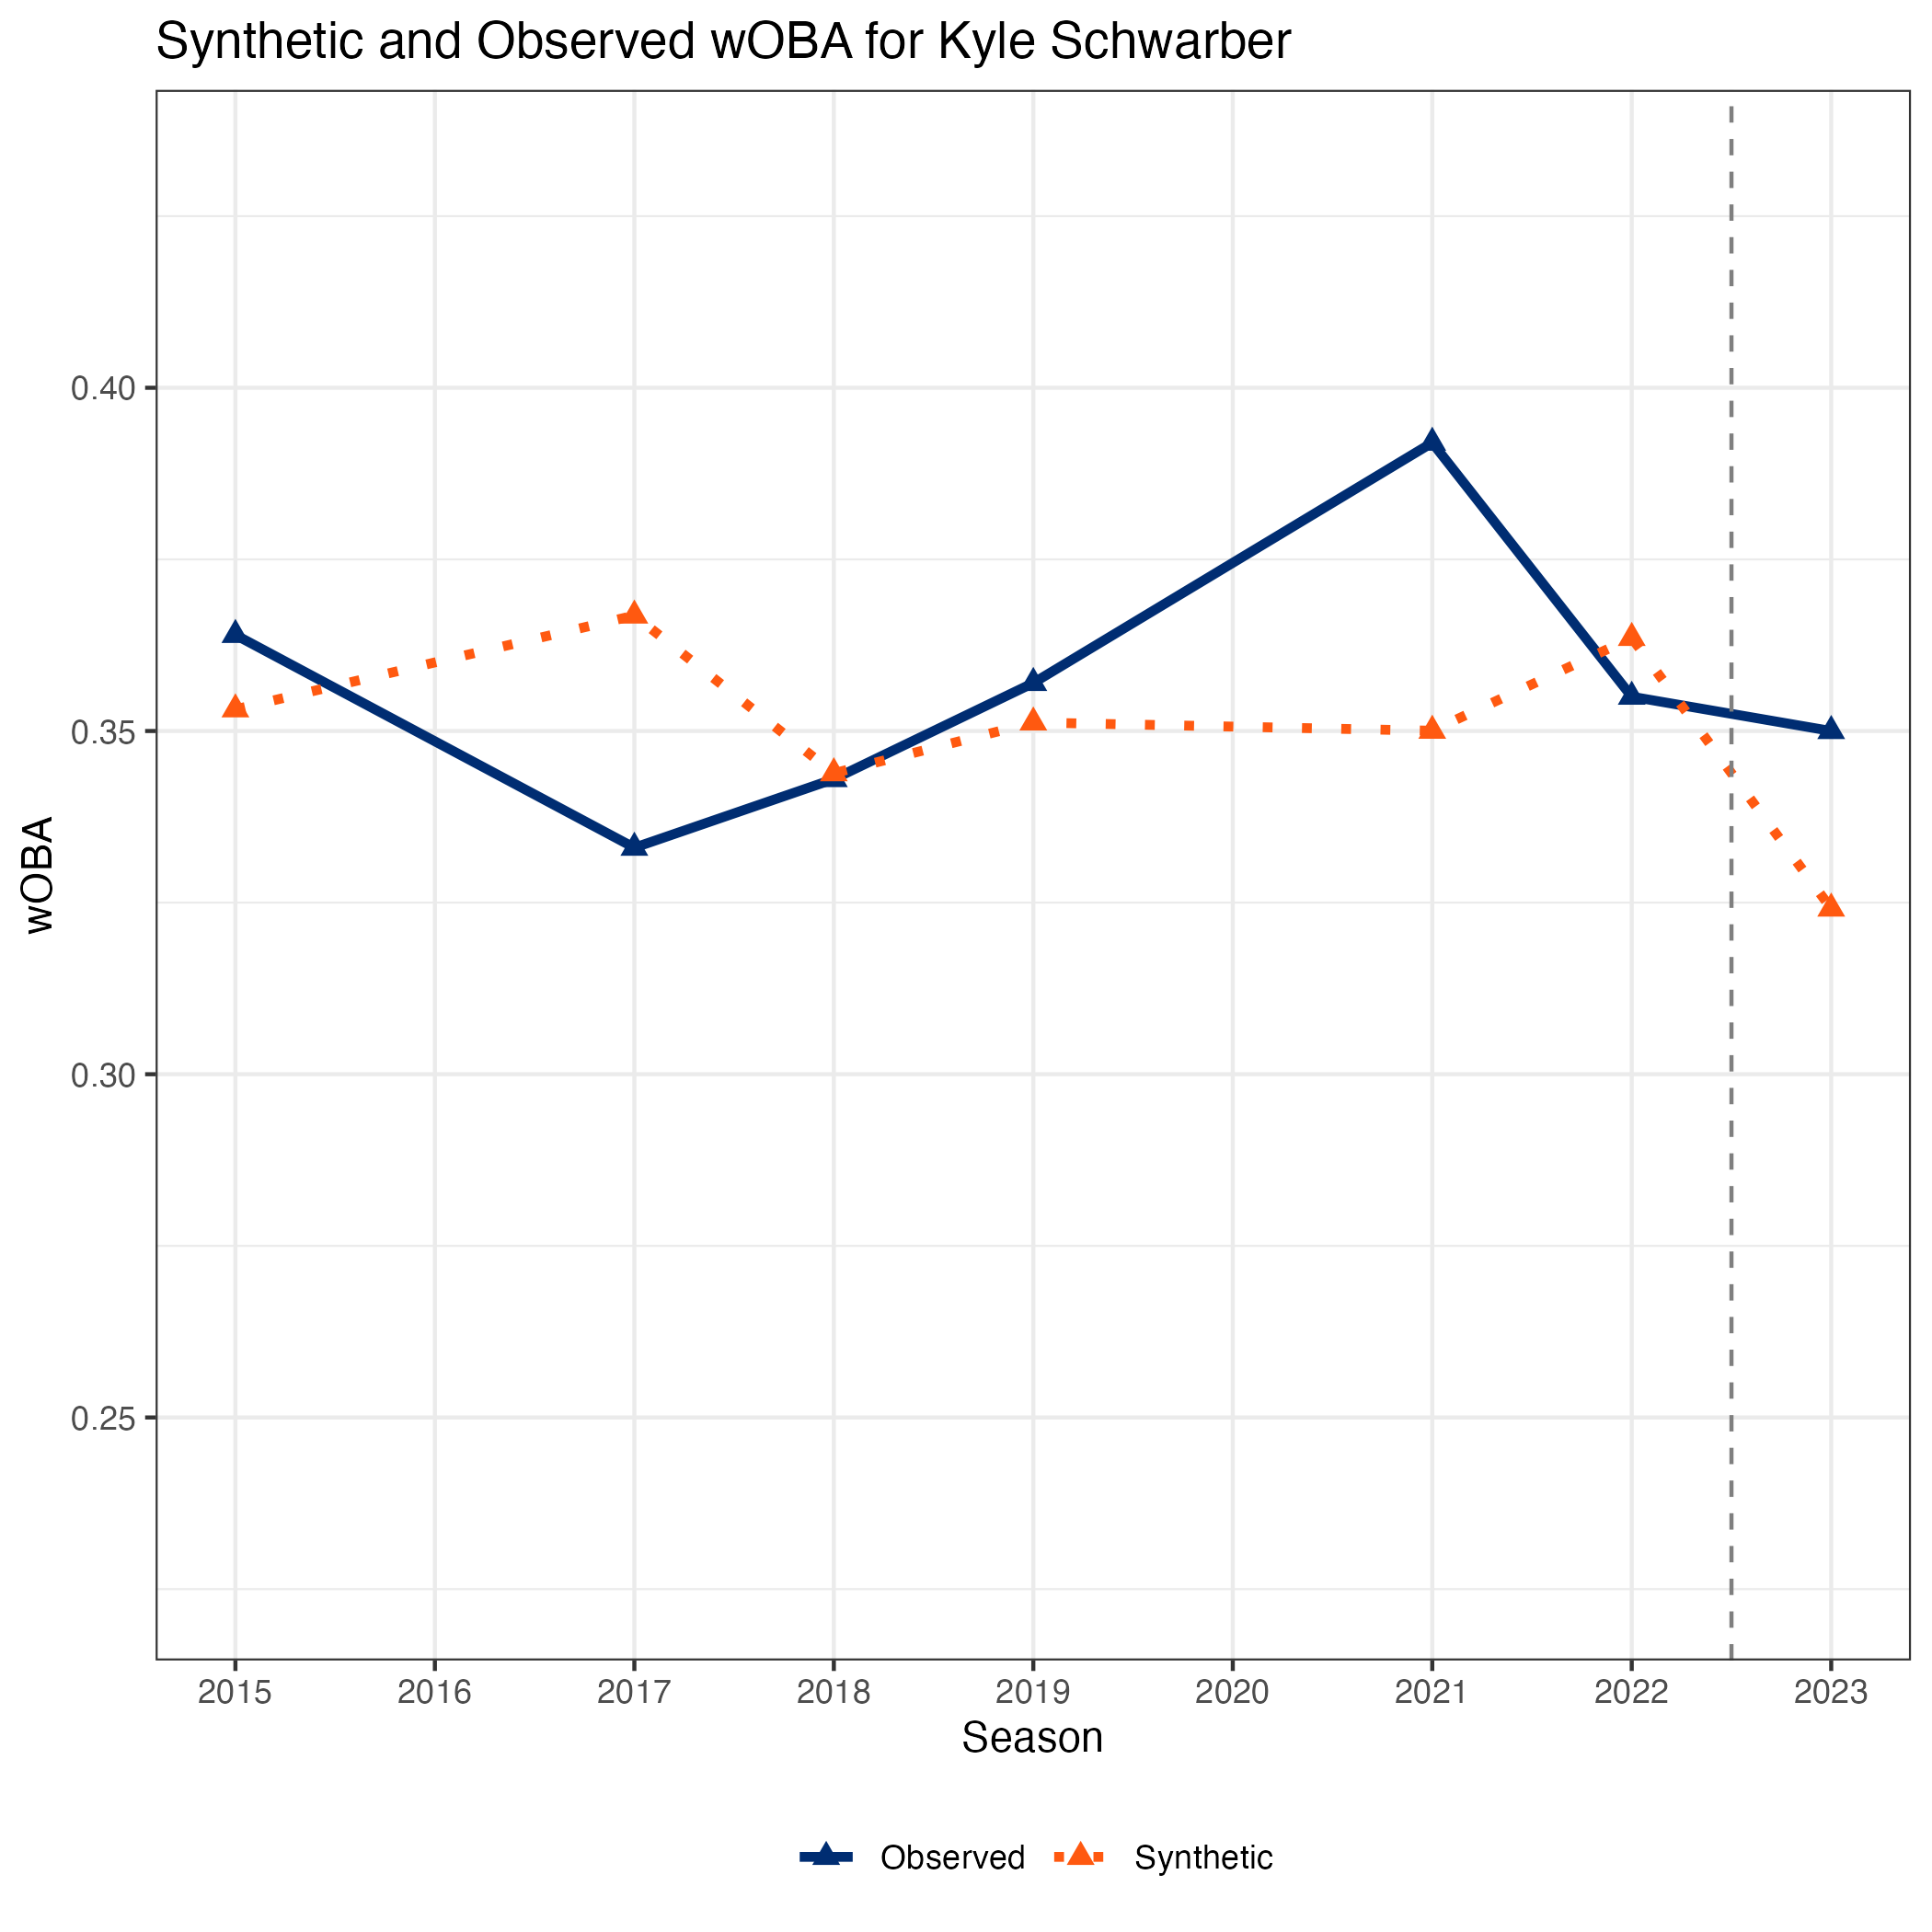 Synthetic and Observed wOBA for Kyle Schwarber
wOBA
0.40
0.35
0.30
0.25
2015 2016 2017 2018 2019 2020 2021 2022 2023
Season
Observed Synthetic